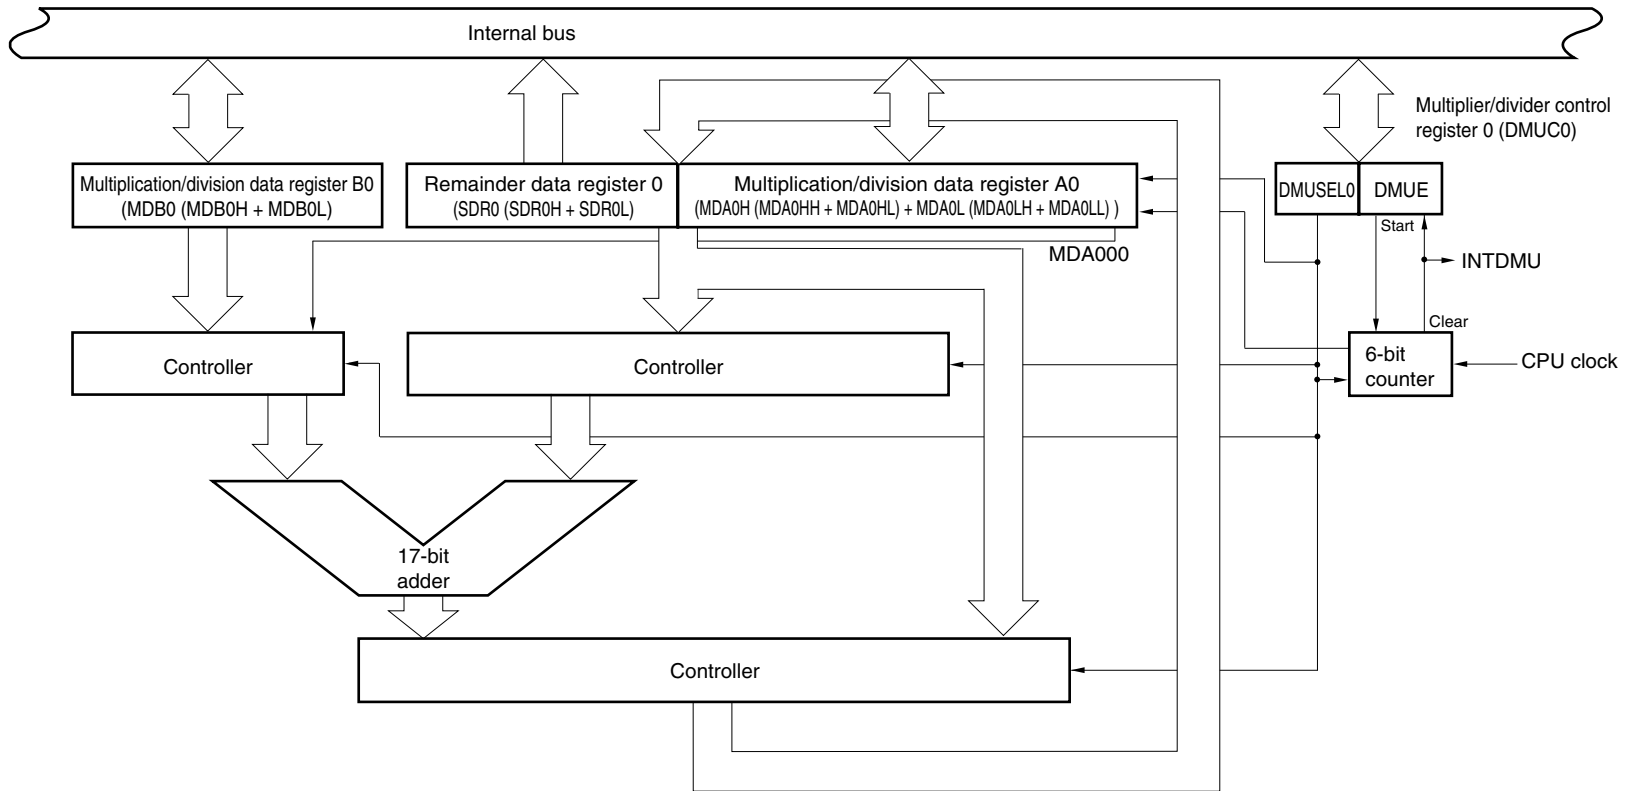 Internal bus
Multiplier/divider control
register 0 (DMUC0)
Multiplication/division data register B0
(MDB0 (MDB0H + MDB0L)
Remainder data register 0
(SDR0 (SDR0H + SDR0L)
Multiplication/division data register A0
(MDA0H (MDA0HH + MDA0HL) + MDA0L (MDA0LH + MDA0LL) )
DMUSEL0
DMUE
Start
MDA000
INTDMU
Clear
Controller
Controller
6-bit
counter
CPU clock
17-bit
adder
Controller